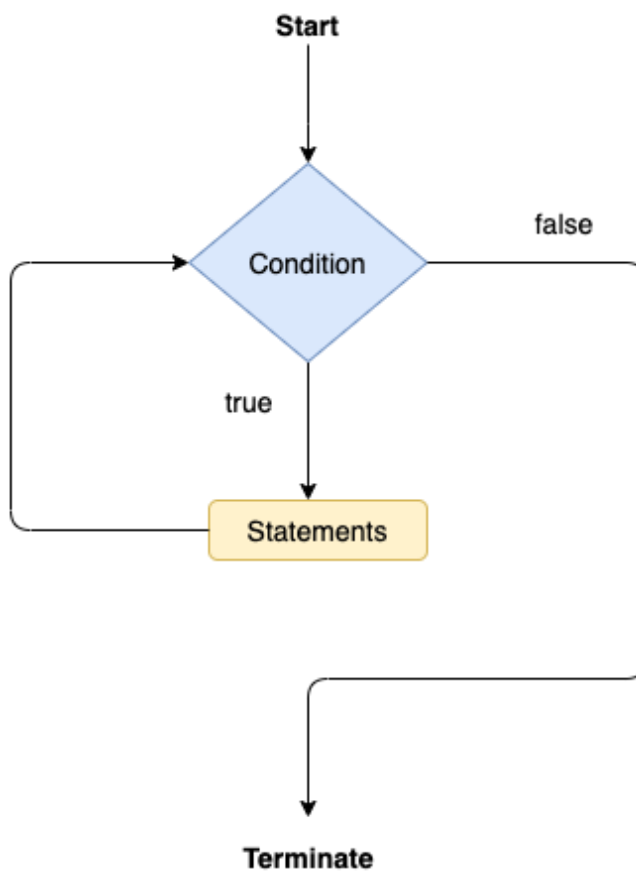 Start
false
Condition
true
Statements
Terminate